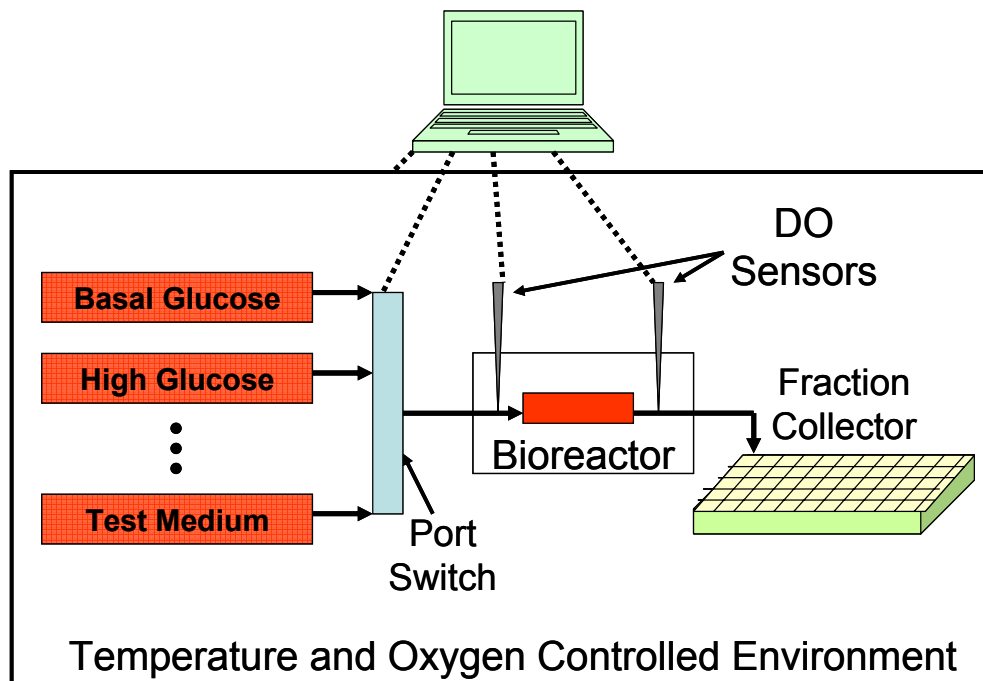 DO
Sensors
Basal Glucose
High Glucose
Fraction
Collector
Bioreactor
Test Medium
Port
Switch
Temperature and Oxygen Controlled Environment